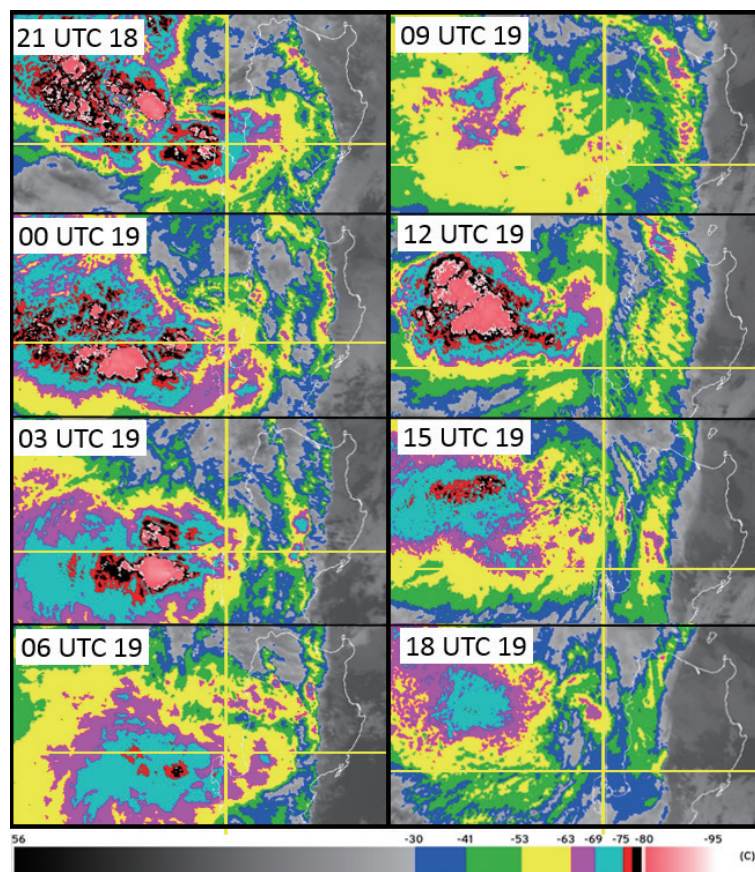 21 UTC 18
00 UTC 19
03 UTC 19
06 UTC 19
09 UTC 19
12 UTC 19
15 UTC 19
18 UTC 19
56 -30 -41 -53 -63 -69 -75 -80 -95 (C)